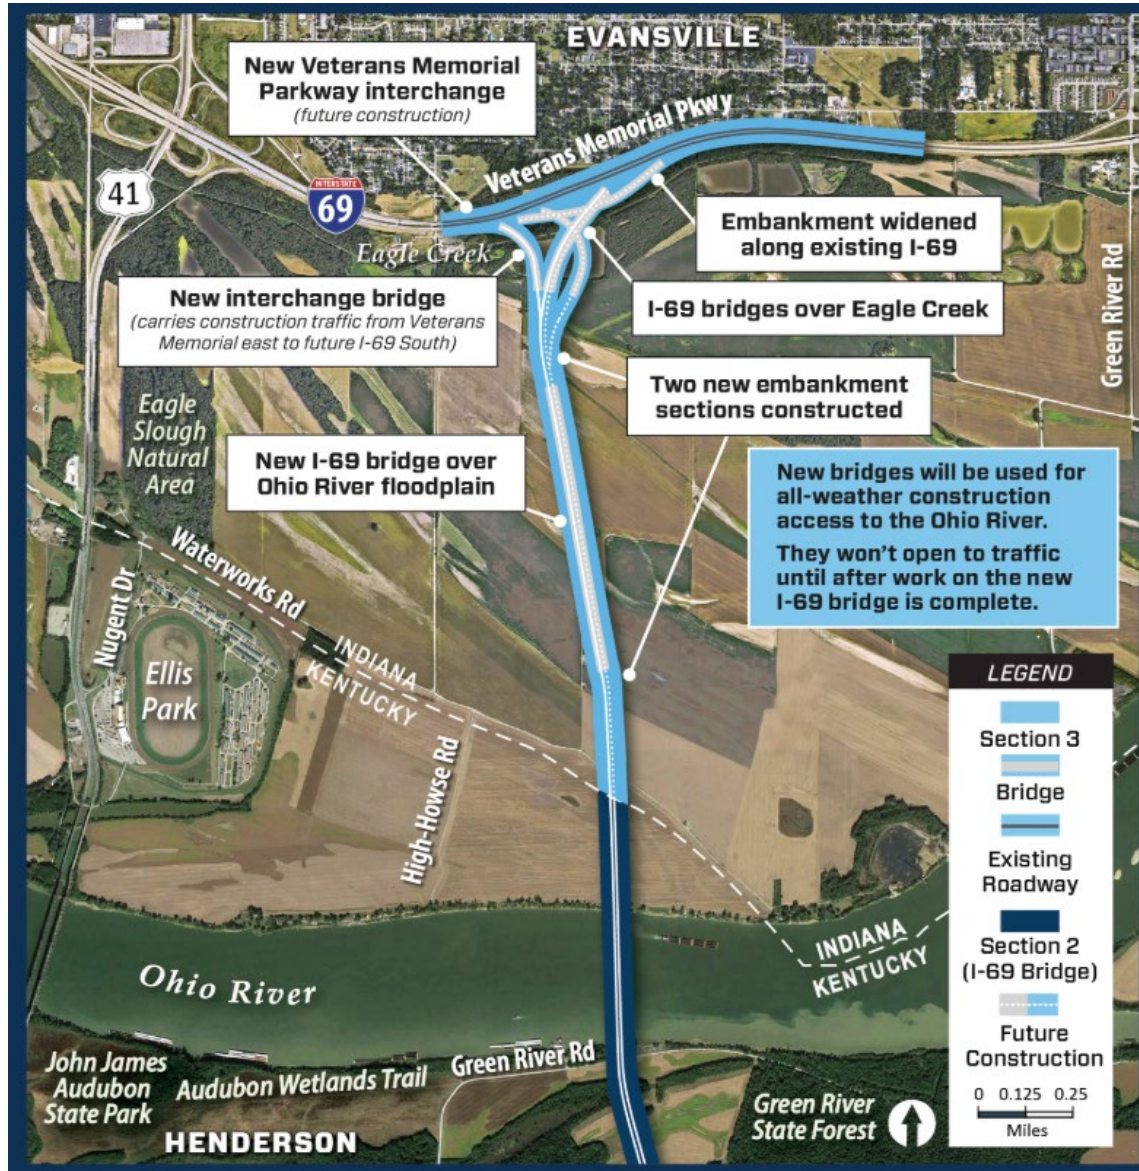 EVANSVILLE
New Veterans Memorial
Parkway interchange
(future construction)
Veterans Memorial Pkwy
41
INTERSTATE
69
Eagle Creek
Embankment widened
along existing I-69
Green River Rd
New interchange bridge
(carries construction traffic from Veterans
Memorial east to future I-69 South)
I-69 bridges over Eagle Creek
Two new embankment
sections constructed
Eagle
Slough
Natural
Area
New I-69 bridge over
Ohio River floodplain
New bridges will be used for
all-weather construction
access to the Ohio River.
They won't open to traffic
until after work on the new
I-69 bridge is complete.
Waterworks Rd
Nugent Dr
Ellis
Park
INDIANA
KENTUCKY
High-Howse Rd
LEGEND
Section 3
Bridge
Existing
Roadway
Section 2
(I-69 Bridge)
Future
Construction
0 0.125 0.25
Miles
INDIANA
KENTUCKY
Ohio River
John James
Audubon
State Park
Audubon Wetlands Trail
Green River Rd
Green River
State Forest
HENDERSON